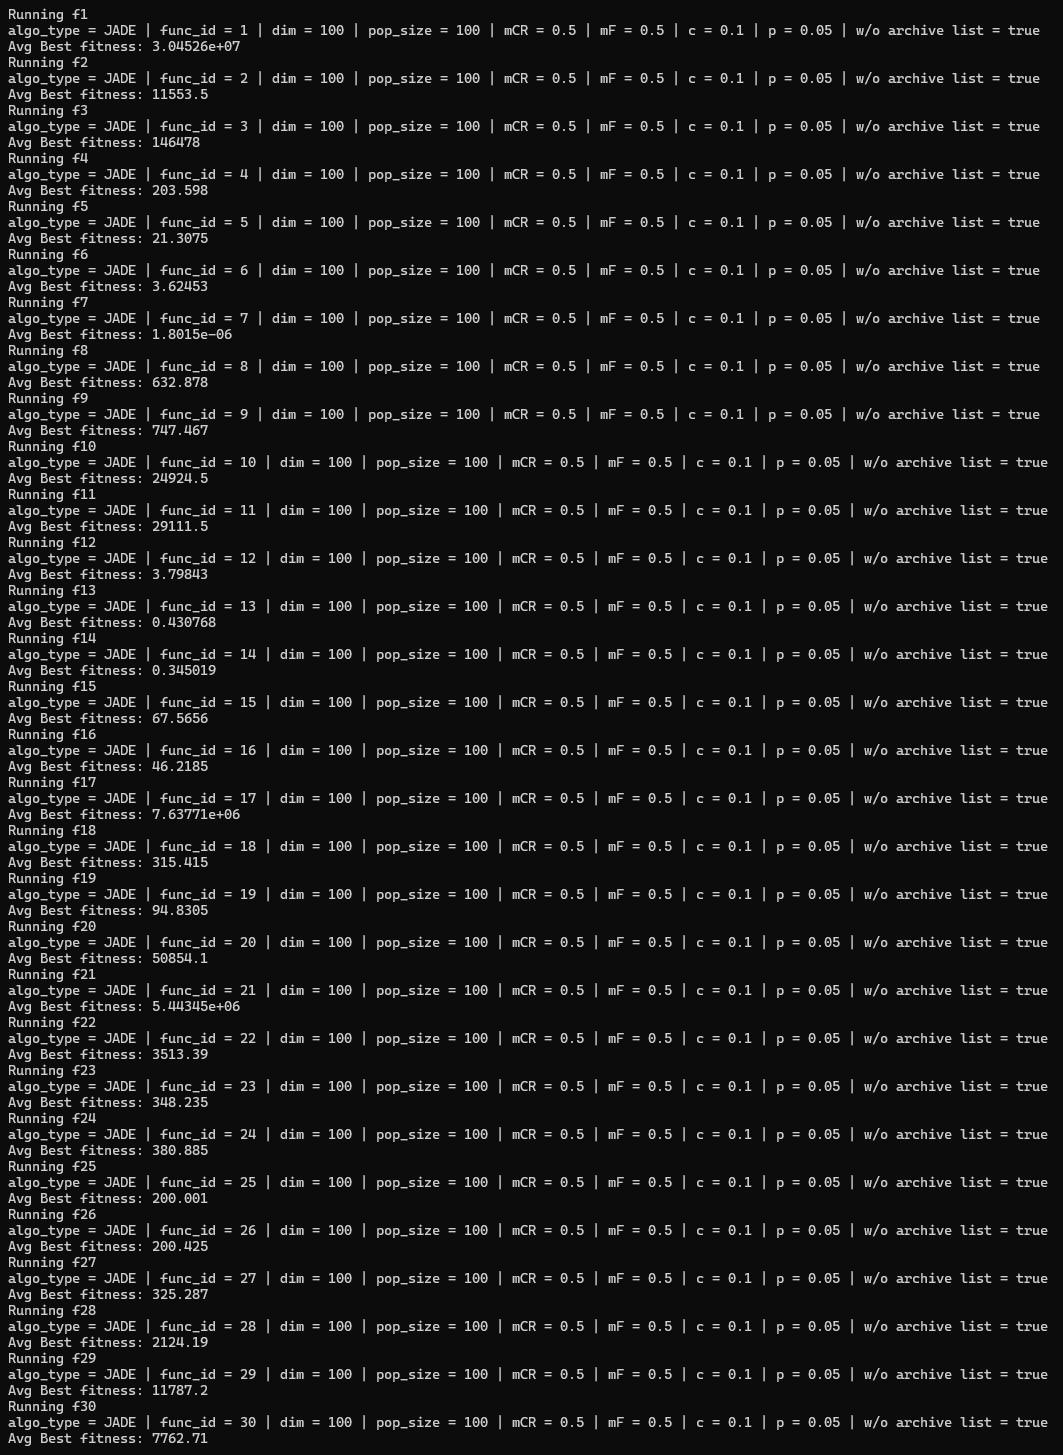 Running f1
algo_type = JADE | func_id = 1 | dim = 100 | pop_size = 100 | mCR = 0.5 | mF = 0.5 | c = 0.1 | p = 0.05 | w/o archive list = true
Avg Best fitness: 3.04526e+07
Running f2
algo_type = JADE | func_id = 2 | dim = 100 | pop_size = 100 | mCR = 0.5 | mF = 0.5 | c = 0.1 | p = 0.05 | w/o archive list = true
Avg Best fitness: 11553.5
Running f3
algo_type = JADE | func_id = 3 | dim = 100 | pop_size = 100 | mCR = 0.5 | mF = 0.5 | c = 0.1 | p = 0.05 | w/o archive list = true
Avg Best fitness: 146478
Running f4
algo_type = JADE | func_id = 4 | dim = 100 | pop_size = 100 | mCR = 0.5 | mF = 0.5 | c = 0.1 | p = 0.05 | w/o archive list = true
Avg Best fitness: 203.598
Running f5
algo_type = JADE | func_id = 5 | dim = 100 | pop_size = 100 | mCR = 0.5 | mF = 0.5 | c = 0.1 | p = 0.05 | w/o archive list = true
Avg Best fitness: 21.3075
Running f6
algo_type = JADE | func_id = 6 | dim = 100 | pop_size = 100 | mCR = 0.5 | mF = 0.5 | c = 0.1 | p = 0.05 | w/o archive list = true
Avg Best fitness: 3.62453
Running f7
algo_type = JADE | func_id = 7 | dim = 100 | pop_size = 100 | mCR = 0.5 | mF = 0.5 | c = 0.1 | p = 0.05 | w/o archive list = true
Avg Best fitness: 1.8015e-06
Running f8
algo_type = JADE | func_id = 8 | dim = 100 | pop_size = 100 | mCR = 0.5 | mF = 0.5 | c = 0.1 | p = 0.05 | w/o archive list = true
Avg Best fitness: 632.878
Running f9
algo_type = JADE | func_id = 9 | dim = 100 | pop_size = 100 | mCR = 0.5 | mF = 0.5 | c = 0.1 | p = 0.05 | w/o archive list = true
Avg Best fitness: 747.467
Running f10
algo_type = JADE | func_id = 10 | dim = 100 | pop_size = 100 | mCR = 0.5 | mF = 0.5 | c = 0.1 | p = 0.05 | w/o archive list = true
Avg Best fitness: 24924.5
Running f11
algo_type = JADE | func_id = 11 | dim = 100 | pop_size = 100 | mCR = 0.5 | mF = 0.5 | c = 0.1 | p = 0.05 | w/o archive list = true
Avg Best fitness: 29111.5
Running f12
algo_type = JADE | func_id = 12 | dim = 100 | pop_size = 100 | mCR = 0.5 | mF = 0.5 | c = 0.1 | p = 0.05 | w/o archive list = true
Avg Best fitness: 3.79843
Running f13
algo_type = JADE | func_id = 13 | dim = 100 | pop_size = 100 | mCR = 0.5 | mF = 0.5 | c = 0.1 | p = 0.05 | w/o archive list = true
Avg Best fitness: 0.430768
Running f14
algo_type = JADE | func_id = 14 | dim = 100 | pop_size = 100 | mCR = 0.5 | mF = 0.5 | c = 0.1 | p = 0.05 | w/o archive list = true
Avg Best fitness: 0.345019
Running f15
algo_type = JADE | func_id = 15 | dim = 100 | pop_size = 100 | mCR = 0.5 | mF = 0.5 | c = 0.1 | p = 0.05 | w/o archive list = true
Avg Best fitness: 67.5656
Running f16
algo_type = JADE | func_id = 16 | dim = 100 | pop_size = 100 | mCR = 0.5 | mF = 0.5 | c = 0.1 | p = 0.05 | w/o archive list = true
Avg Best fitness: 46.2185
Running f17
algo_type = JADE | func_id = 17 | dim = 100 | pop_size = 100 | mCR = 0.5 | mF = 0.5 | c = 0.1 | p = 0.05 | w/o archive list = true
Avg Best fitness: 7.63771e+06
Running f18
algo_type = JADE | func_id = 18 | dim = 100 | pop_size = 100 | mCR = 0.5 | mF = 0.5 | c = 0.1 | p = 0.05 | w/o archive list = true
Avg Best fitness: 315.415
Running f19
algo_type = JADE | func_id = 19 | dim = 100 | pop_size = 100 | mCR = 0.5 | mF = 0.5 | c = 0.1 | p = 0.05 | w/o archive list = true
Avg Best fitness: 94.8305
Running f20
algo_type = JADE | func_id = 20 | dim = 100 | pop_size = 100 | mCR = 0.5 | mF = 0.5 | c = 0.1 | p = 0.05 | w/o archive list = true
Avg Best fitness: 50854.1
Running f21
algo_type = JADE | func_id = 21 | dim = 100 | pop_size = 100 | mCR = 0.5 | mF = 0.5 | c = 0.1 | p = 0.05 | w/o archive list = true
Avg Best fitness: 5.44345e+06
Running f22
algo_type = JADE | func_id = 22 | dim = 100 | pop_size = 100 | mCR = 0.5 | mF = 0.5 | c = 0.1 | p = 0.05 | w/o archive list = true
Avg Best fitness: 3513.39
Running f23
algo_type = JADE | func_id = 23 | dim = 100 | pop_size = 100 | mCR = 0.5 | mF = 0.5 | c = 0.1 | p = 0.05 | w/o archive list = true
Avg Best fitness: 348.235
Running f24
algo_type = JADE | func_id = 24 | dim = 100 | pop_size = 100 | mCR = 0.5 | mF = 0.5 | c = 0.1 | p = 0.05 | w/o archive list = true
Avg Best fitness: 380.885
Running f25
algo_type = JADE | func_id = 25 | dim = 100 | pop_size = 100 | mCR = 0.5 | mF = 0.5 | c = 0.1 | p = 0.05 | w/o archive list = true
Avg Best fitness: 200.001
Running f26
algo_type = JADE | func_id = 26 | dim = 100 | pop_size = 100 | mCR = 0.5 | mF = 0.5 | c = 0.1 | p = 0.05 | w/o archive list = true
Avg Best fitness: 200.425
Running f27
algo_type = JADE | func_id = 27 | dim = 100 | pop_size = 100 | mCR = 0.5 | mF = 0.5 | c = 0.1 | p = 0.05 | w/o archive list = true
Avg Best fitness: 325.287
Running f28
algo_type = JADE | func_id = 28 | dim = 100 | pop_size = 100 | mCR = 0.5 | mF = 0.5 | c = 0.1 | p = 0.05 | w/o archive list = true
Avg Best fitness: 2124.19
Running f29
algo_type = JADE | func_id = 29 | dim = 100 | pop_size = 100 | mCR = 0.5 | mF = 0.5 | c = 0.1 | p = 0.05 | w/o archive list = true
Avg Best fitness: 11787.2
Running f30
algo_type = JADE | func_id = 30 | dim = 100 | pop_size = 100 | mCR = 0.5 | mF = 0.5 | c = 0.1 | p = 0.05 | w/o archive list = true
Avg Best fitness: 7762.71